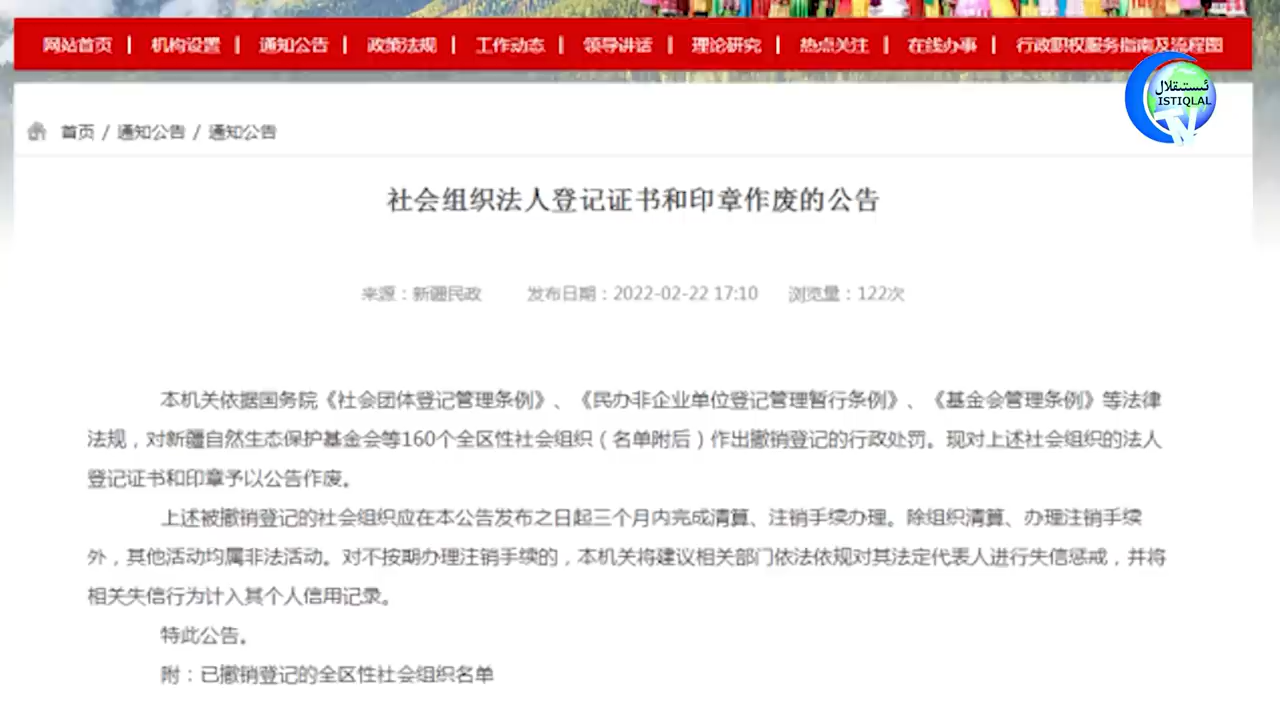 网站首页 | 机构设置 | 通知公告 | 政策法规 | 工作动态 | 领导讲话 | 理论研究 | 热点关注 | 在线办事 | 行政职权服务指南及流程图
ئىستىقلال
ISTIQLAL
TV
首页 / 通知公告 / 通知公告
社会组织法人登记证书和印章作废的公告
来源：新疆民政 发布日期：2022-02-22 17:10 浏览量：122次
本机关依据国务院《社会团体登记管理条例》、《民办非企业单位登记管理暂行条例》、《基金会管理条例》等法律
法规，对新疆自然生态保护基金会等160个全区性社会组织（名单附后）作出撤销登记的行政处罚。现对上述社会组织的法人
登记证书和印章予以公告作废。
上述被撤销登记的社会组织应在本公告发布之日起三个月内完成清算、注销手续办理。除组织清算、办理注销手续
外，其他活动均属非法活动。对不按期办理注销手续的，本机关将建议相关部门依法依规对其法定代表人进行失信惩戒，并将
相关失信行为计入其个人信用记录。
特此公告。
附：已撤销登记的全区性社会组织名单